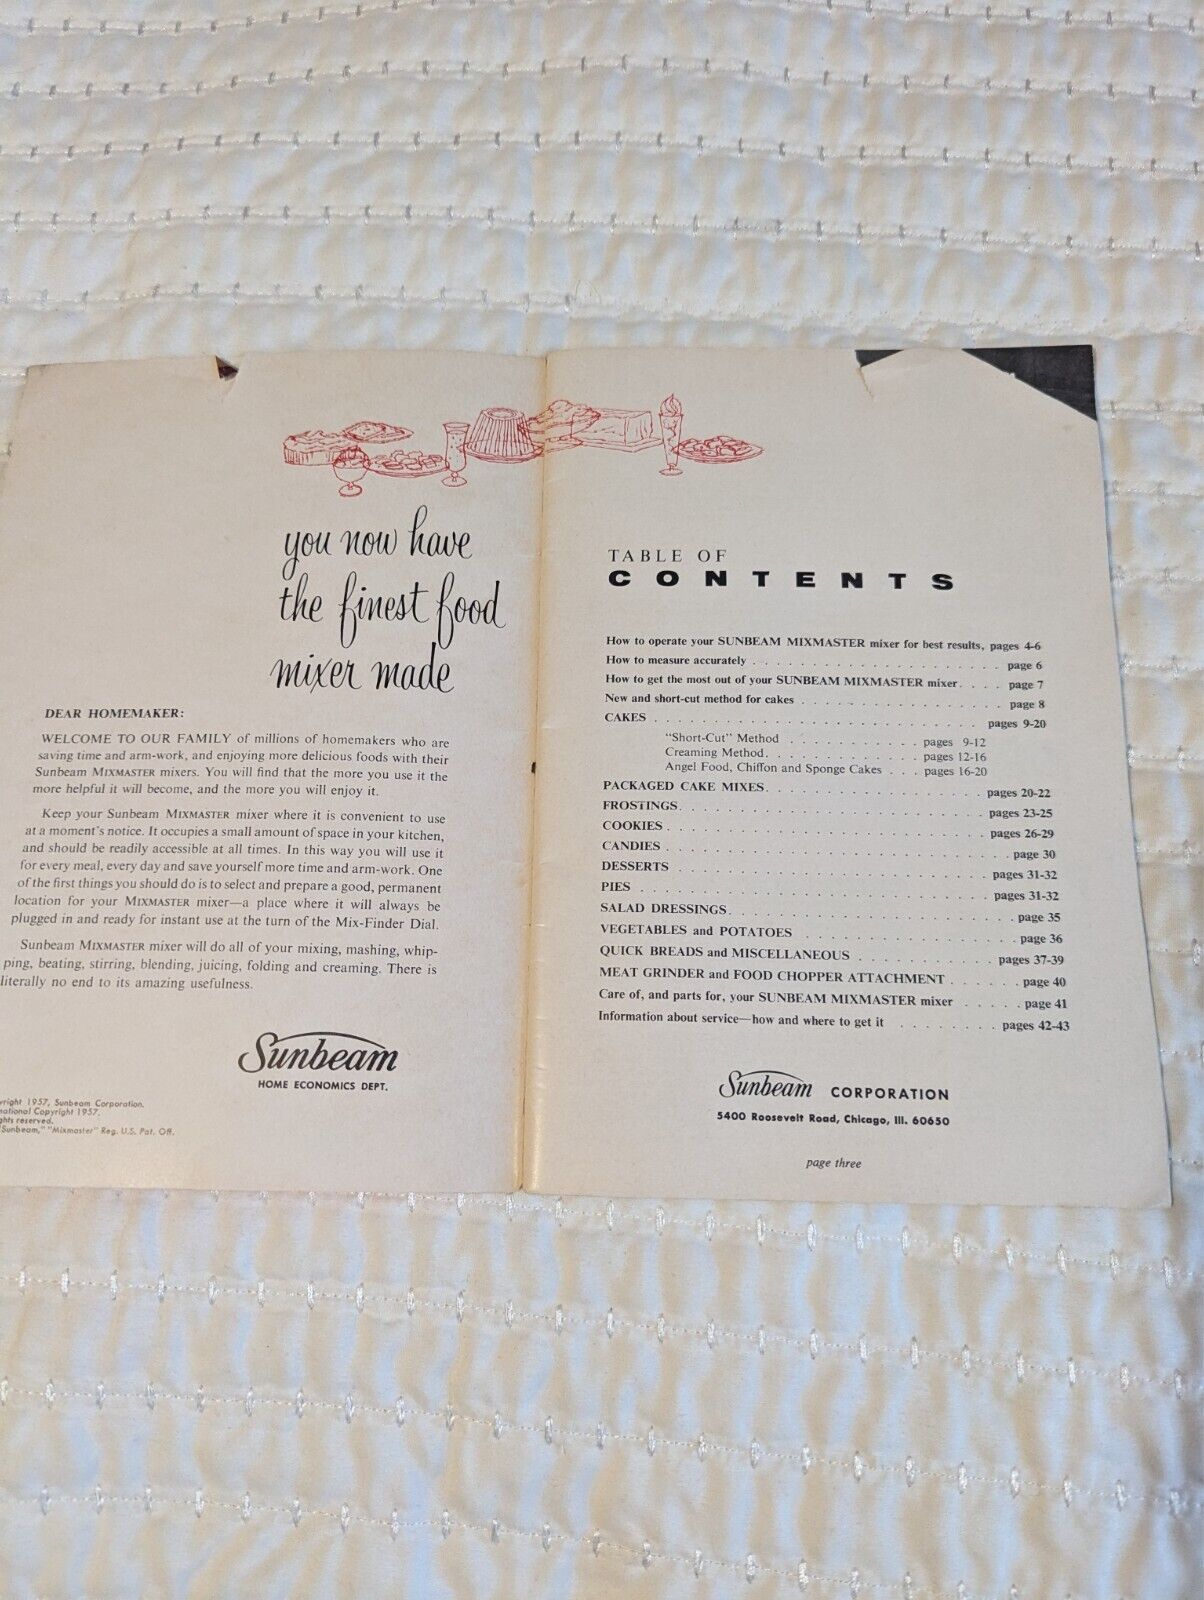 you now have
the finest food
mixer made
DEAR HOMEMAKER:
WELCOME TO OUR FAMILY of millions of homemakers who are
saving time and arm-work, and enjoying more delicious foods with their
Sunbeam MIXMASTER mixers. You will find that the more you use it the
more helpful it will become, and the more you will enjoy it.
Keep your Sunbeam MIXMASTER mixer where it is convenient to use
at a moment's notice. It occupies a small amount of space in your kitchen,
and should be readily accessible at all times. In this way you will use it
for every meal, every day and save yourself more time and arm-work. One
of the first things you should do is to select and prepare a good, permanent
location for your MIXMASTER mixer—a place where it will always be
plugged in and ready for instant use at the turn of the Mix-Finder Dial.
Sunbeam MIXMASTER mixer will do all of your mixing, mashing, whip-
ping, beating, stirring, blending, juicing, folding and creaming. There is
literally no end to its amazing usefulness.
Sunbeam
HOME ECONOMICS DEPT.
yright 1957, Sunbeam Corporation.
national Copyright 1957.
ghts reserved.
"Sunbeam," "Mixmaster" Reg. U.S. Pat. Off.
TABLE OF
CONTENTS
How to operate your SUNBEAM MIXMASTER mixer for best results, pages 4-6
How to measure accurately . . . . . . . . . . . . . . . . . . . . page 6
How to get the most out of your SUNBEAM MIXMASTER mixer. . . . page 7
New and short-cut method for cakes . . . . . . . . . . . . . . . page 8
CAKES . . . . . . . . . . . . . . . . . . . . . . . . . . . pages 9-20
"Short-Cut" Method . . . . . . . . . . . pages 9-12
Creaming Method. . . . . . . . . . . . . pages 12-16
Angel Food, Chiffon and Sponge Cakes . . . pages 16-20
PACKAGED CAKE MIXES. . . . . . . . . . . . . . . . . . . pages 20-22
FROSTINGS. . . . . . . . . . . . . . . . . . . . . . . . . . pages 23-25
COOKIES . . . . . . . . . . . . . . . . . . . . . . . . . . . pages 26-29
CANDIES . . . . . . . . . . . . . . . . . . . . . . . . . . . . . page 30
DESSERTS . . . . . . . . . . . . . . . . . . . . . . . . . . pages 31-32
PIES . . . . . . . . . . . . . . . . . . . . . . . . . . . . pages 31-32
SALAD DRESSINGS. . . . . . . . . . . . . . . . . . . . . . . . page 35
VEGETABLES and POTATOES . . . . . . . . . . . . . . . . . . . page 36
QUICK BREADS and MISCELLANEOUS . . . . . . . . . . . . pages 37-39
MEAT GRINDER and FOOD CHOPPER ATTACHMENT . . . . . . page 40
Care of, and parts for, your SUNBEAM MIXMASTER mixer . . . . . page 41
Information about service—how and where to get it . . . . . . . . pages 42-43
Sunbeam CORPORATION
5400 Roosevelt Road, Chicago, Ill. 60650
page three